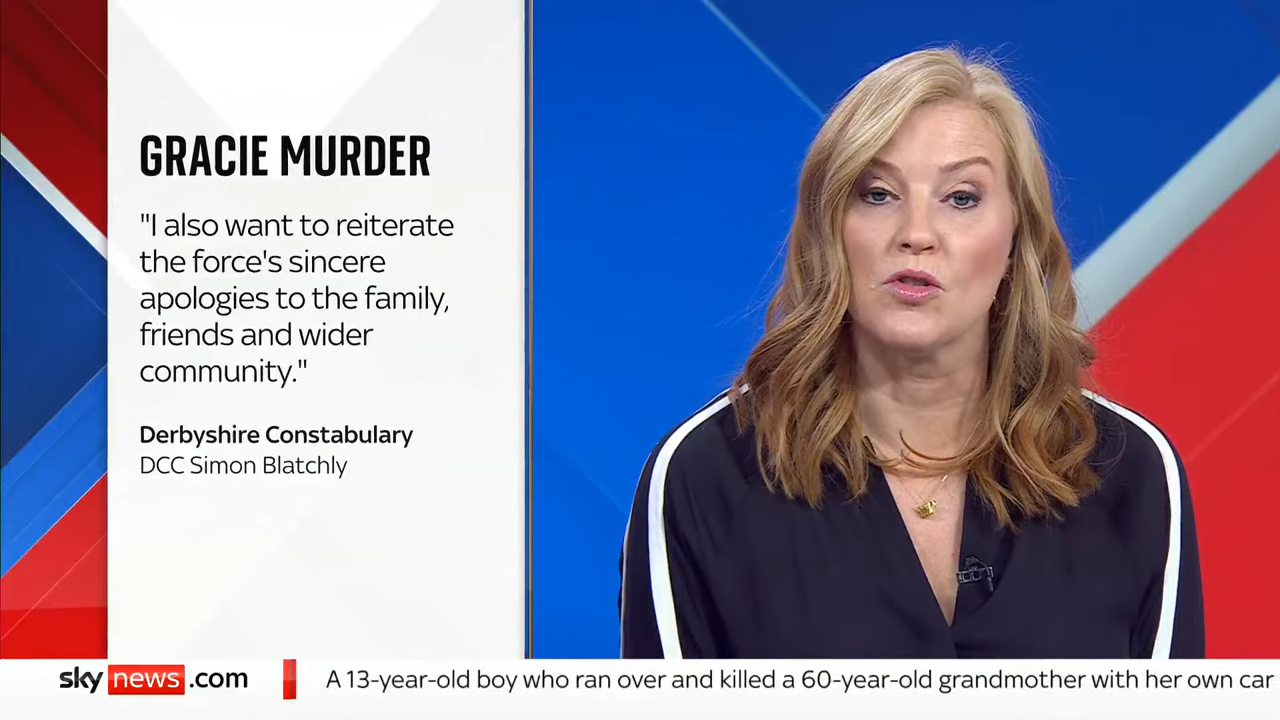 GRACIE MURDER
"I also want to reiterate
the force's sincere
apologies to the family,
friends and wider
community."
Derbyshire Constabulary
DCC Simon Blatchly
sky news.com
A 13-year-old boy who ran over and killed a 60-year-old grandmother with her own car